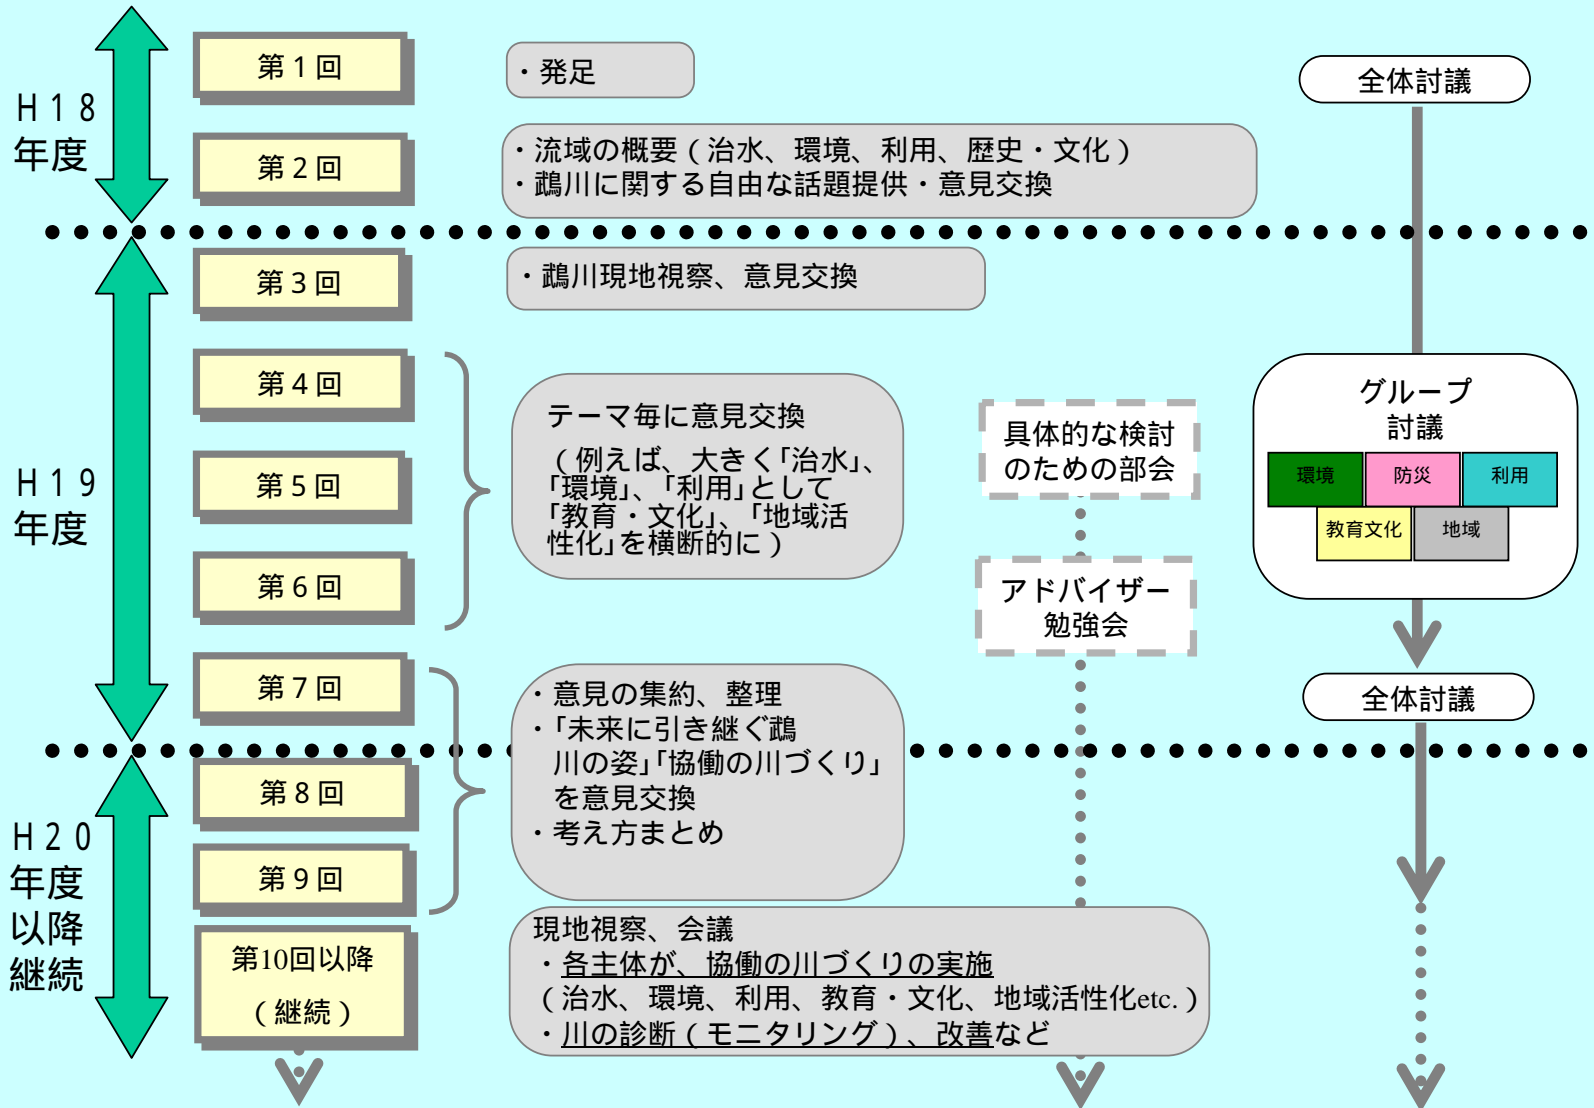 H18
年度
第1回
・発足
第2回
・流域の概要（治水、環境、利用、歴史・文化）
・鵡川に関する自由な話題提供・意見交換
全体討議
H19
年度
第3回
・鵡川現地視察、意見交換
第4回
第5回
第6回
テーマ毎に意見交換
（例えば、大きく｢治水｣、
｢環境｣、｢利用｣として
｢教育・文化｣、｢地域活
性化｣を横断的に）
具体的な検討
のための部会
アドバイザー
勉強会
グループ
討議
環境
防災
利用
教育文化
地域
第7回
・意見の集約、整理
・｢未来に引き継ぐ鵡
川の姿｣｢協働の川づくり｣
を意見交換
・考え方まとめ
全体討議
H20
年度
以降
継続
第8回
第9回
第10回以降
（継続）
現地視察、会議
・各主体が、協働の川づくりの実施
（治水、環境、利用、教育・文化、地域活性化etc.）
・川の診断（モニタリング）、改善など